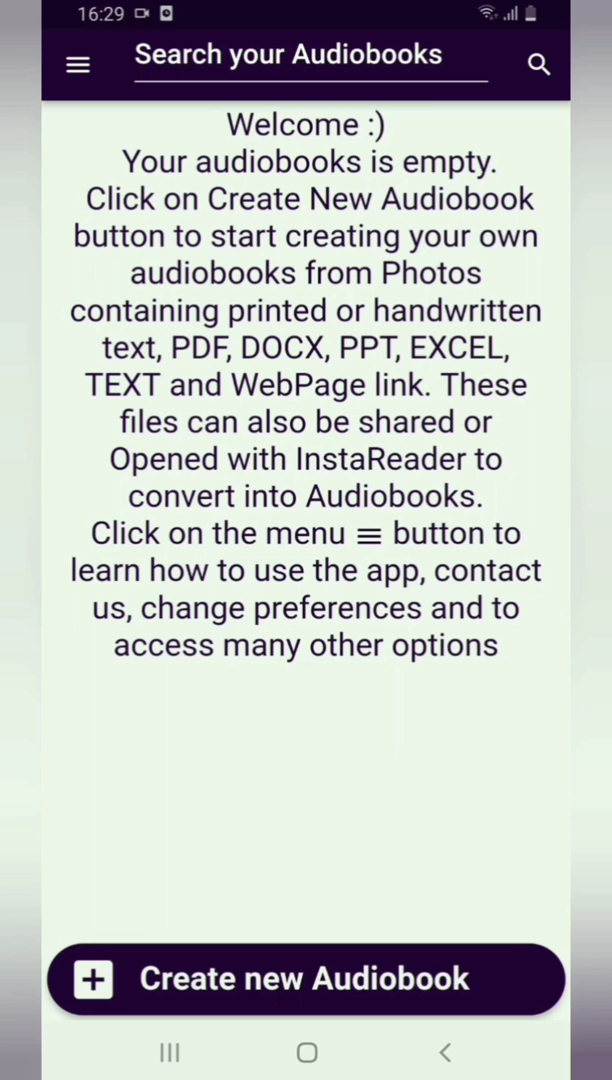 16:29
Search your Audiobooks
Welcome :)
Your audiobooks is empty.
Click on Create New Audiobook
button to start creating your own
audiobooks from Photos
containing printed or handwritten
text, PDF, DOCX, PPT, EXCEL,
TEXT and WebPage link. These
files can also be shared or
Opened with InstaReader to
convert into Audiobooks.
Click on the menu ≡ button to
learn how to use the app, contact
us, change preferences and to
access many other options
Create new Audiobook